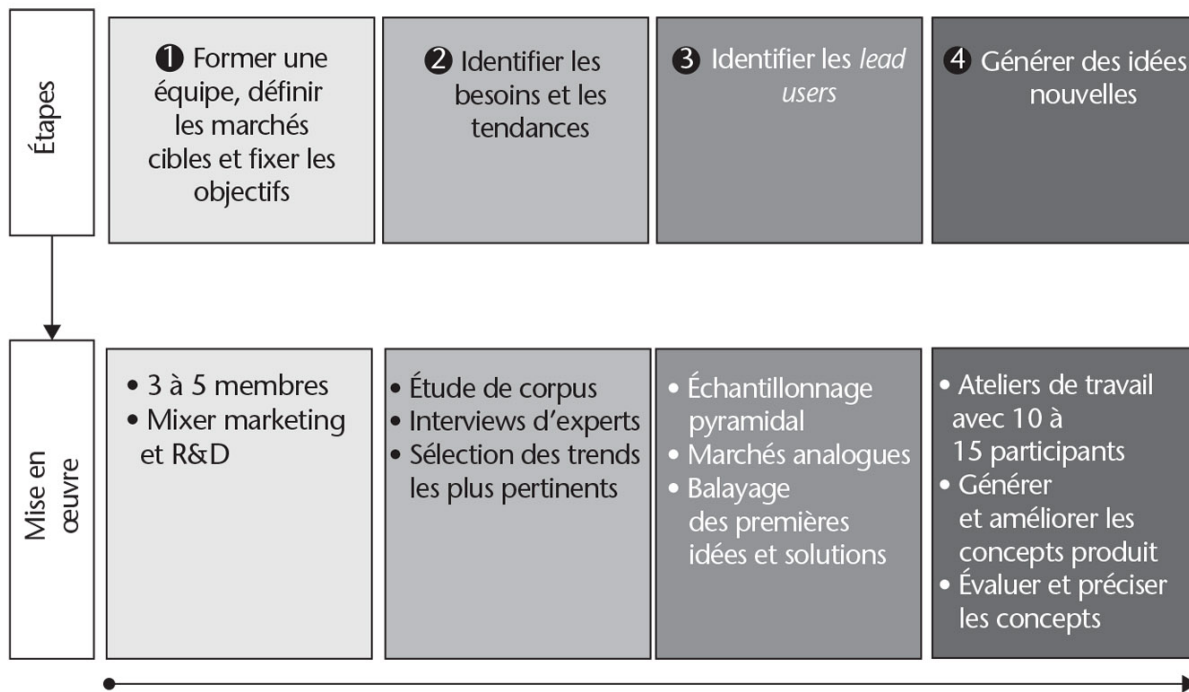 Étapes
❶ Former une
équipe, définir
les marchés
cibles et fixer les
objectifs
❷ Identifier les
besoins et les
tendances
❸ Identifier les lead
users
❹ Générer des idées
nouvelles
Mise en
œuvre
• 3 à 5 membres
• Mixer marketing
et R&D
• Étude de corpus
• Interviews d’experts
• Sélection des trends
les plus pertinents
• Échantillonnage
pyramidal
• Marchés analogues
• Balayage
des premières
idées et solutions
• Ateliers de travail
avec 10 à
15 participants
• Générer
et améliorer les
concepts produit
• Évaluer et préciser
les concepts